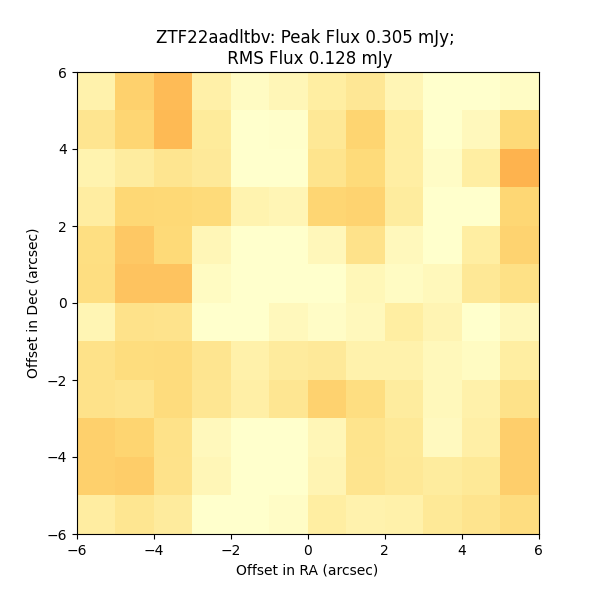 ZTF22aadltbv: Peak Flux 0.305 mJy;
RMS Flux 0.128 mJy
6
4
2
0
−2
−4
−6
Offset in Dec (arcsec)
−6 −4 −2 0 2 4 6
Offset in RA (arcsec)